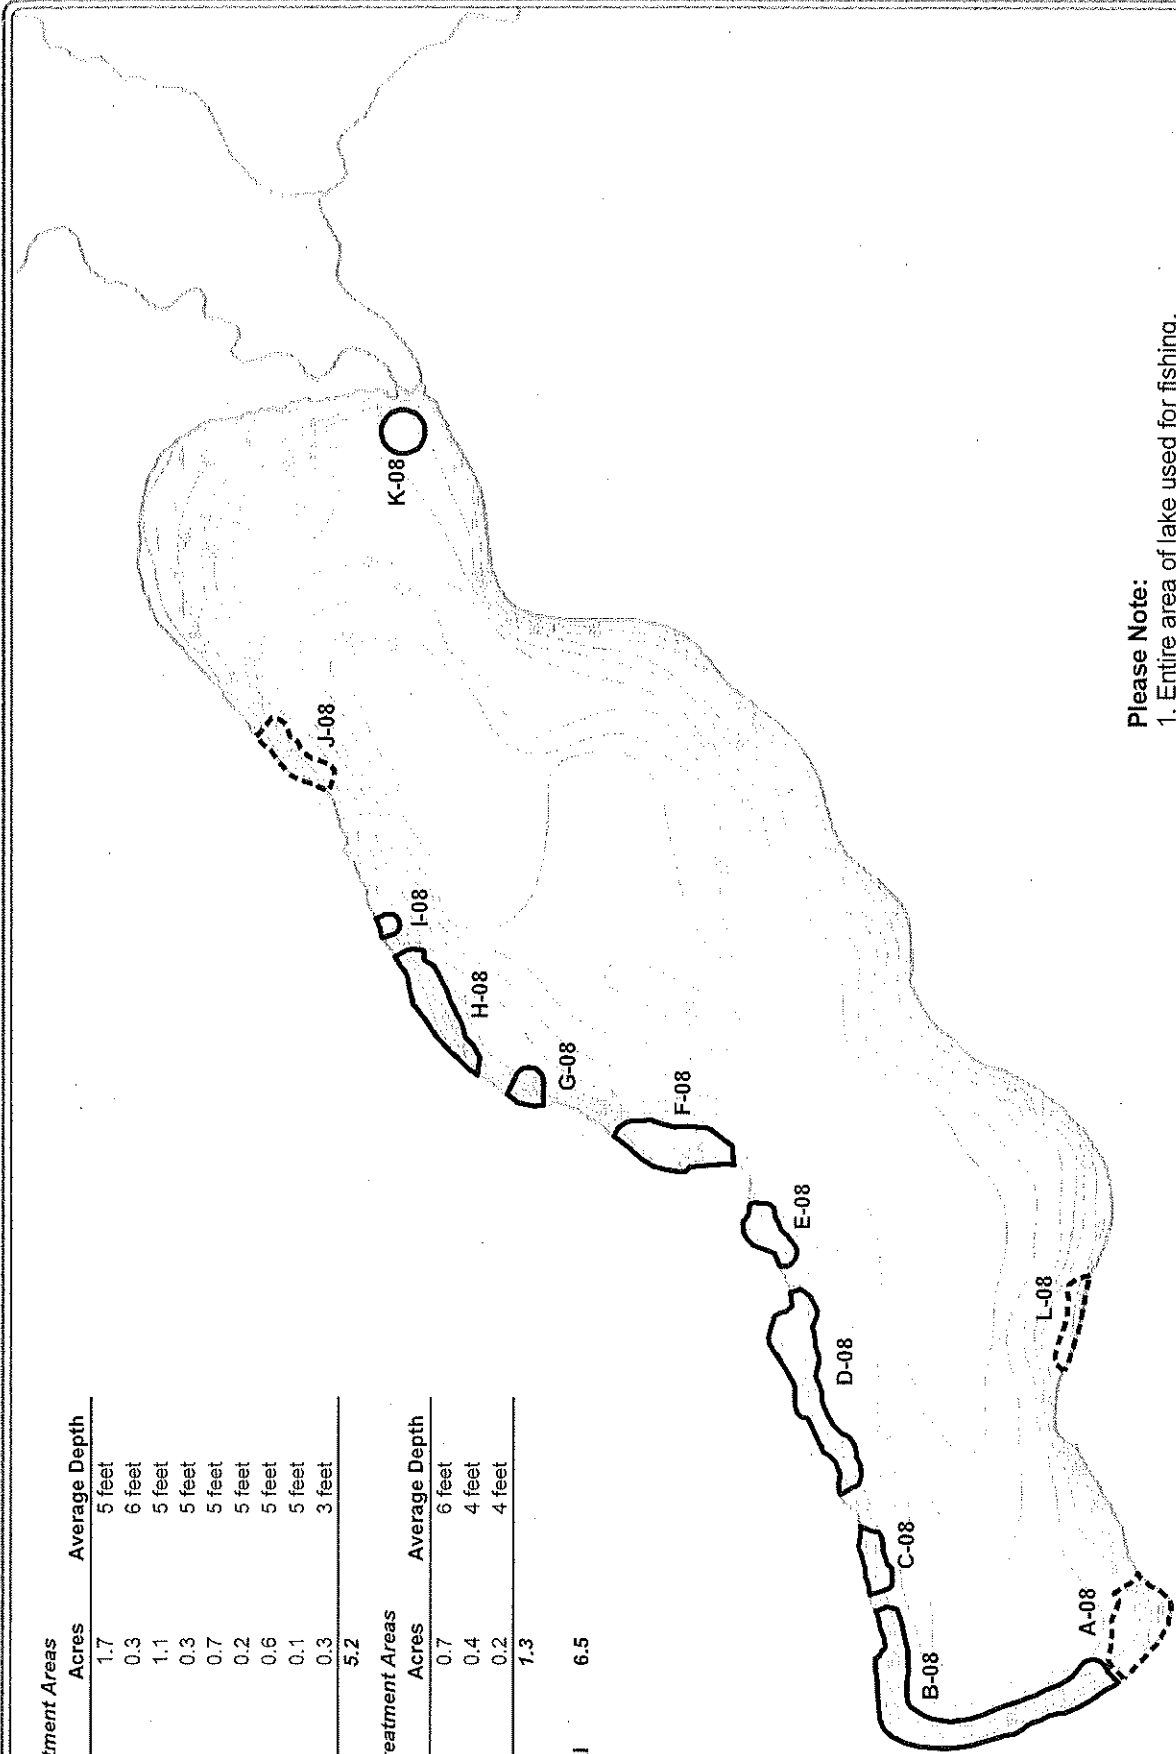 tment Areas
Acres Average Depth
1.7 5 feet
0.3 6 feet
1.1 5 feet
0.3 5 feet
0.7 5 feet
0.2 5 feet
0.6 5 feet
0.1 5 feet
0.3 3 feet
5.2
eatment Areas
Acres Average Depth
0.7 6 feet
0.4 4 feet
0.2 4 feet
1.3
l 6.5
A-08
B-08
C-08
D-08
E-08
F-08
G-08
H-08
I-08
J-08
K-08
L-08
Please Note:
1. Entire area of lake used for fishing.